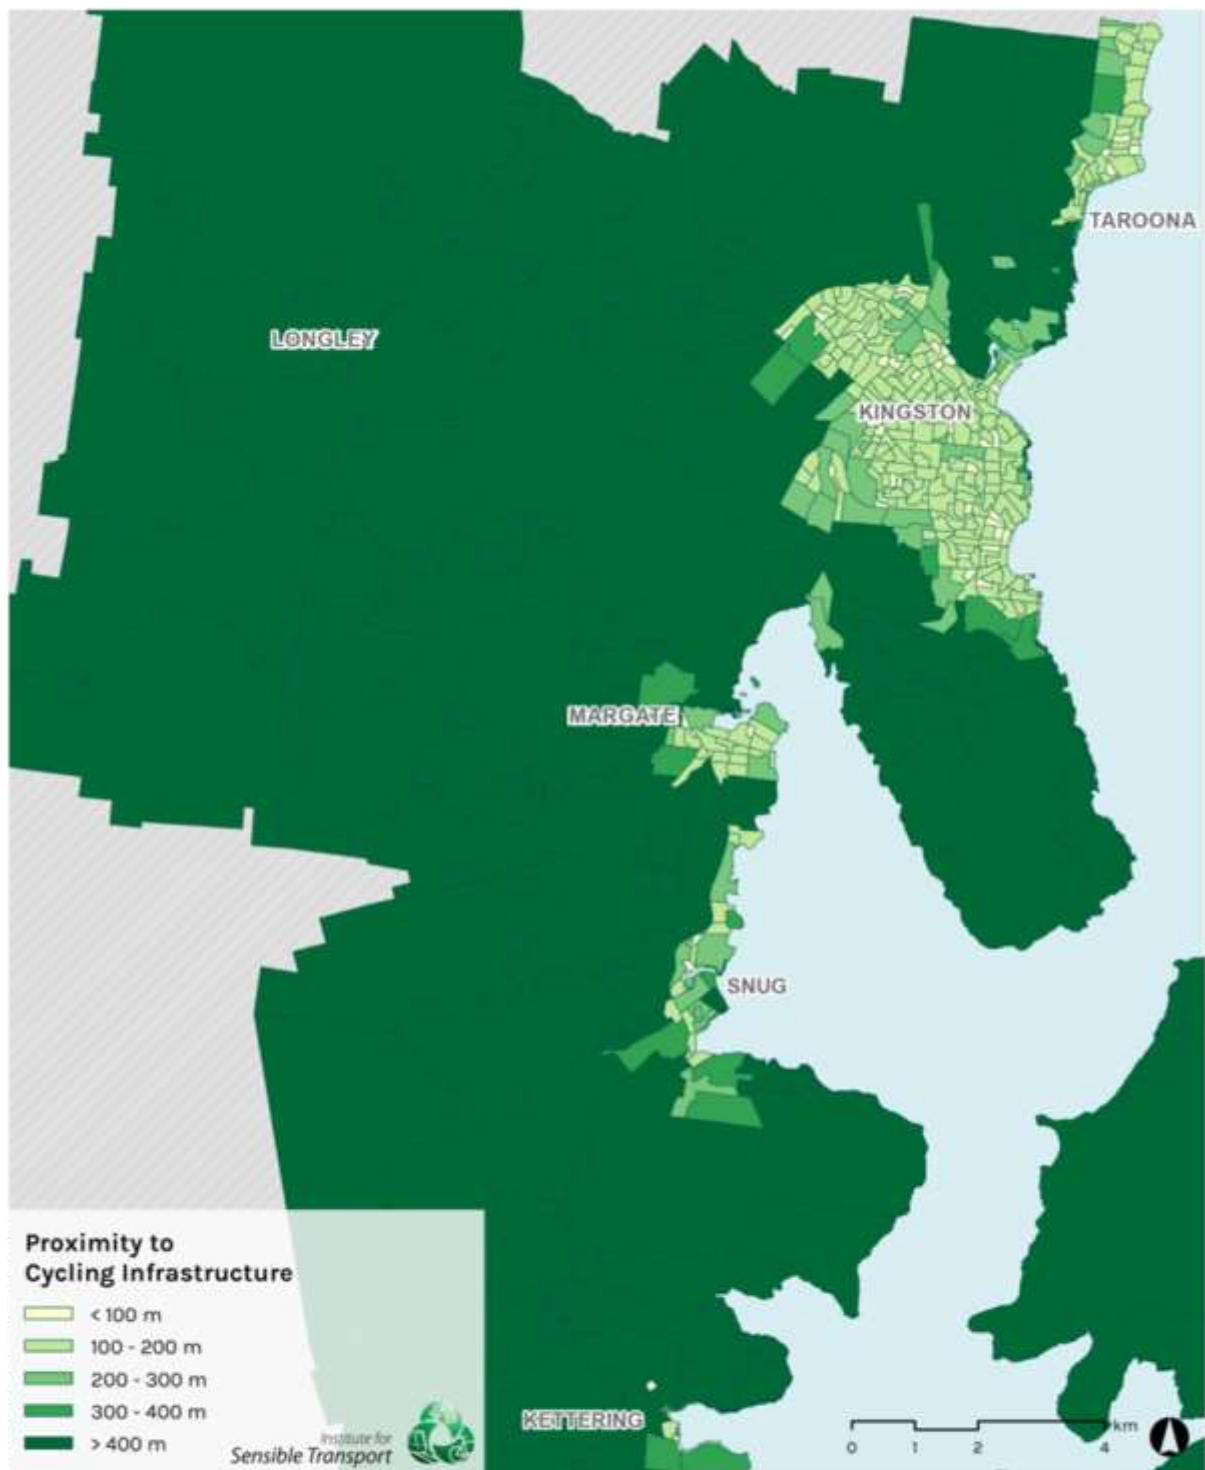 TAROONA
LONGLEY
KINGSTON
MARGATE
SNUG
Proximity to
Cycling Infrastructure
< 100 m
100 - 200 m
200 - 300 m
300 - 400 m
> 400 m
Institute for
Sensible Transport
KETTERING
km
0 1 2 4